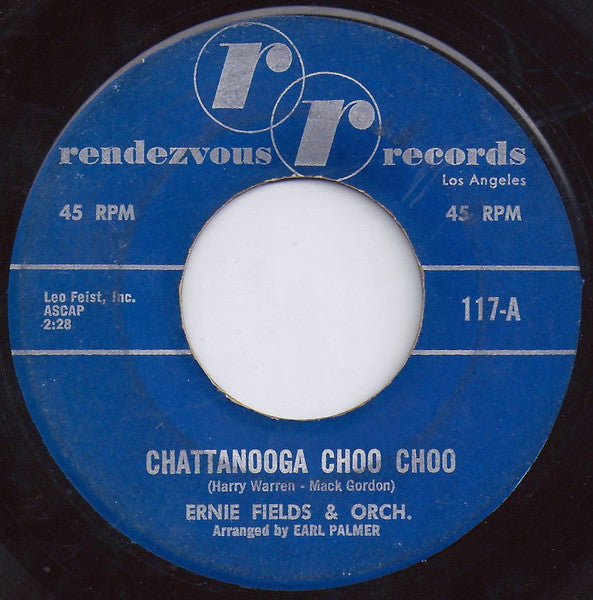 r
r
rendezvous records
Los Angeles
45 RPM 45 RPM
Leo Feist, Inc.
ASCAP
2:28
117-A
CHATTANOOGA CHOO CHOO
(Harry Warren - Mack Gordon)
ERNIE FIELDS & ORCH.
Arranged by EARL PALMER